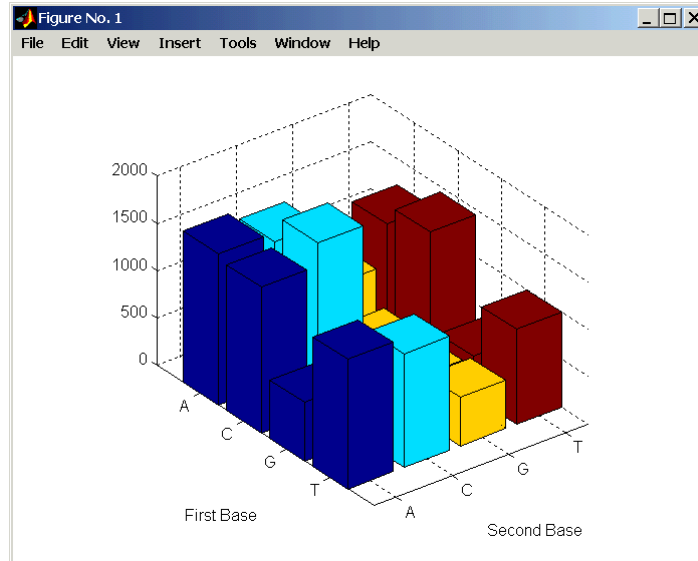 Figure No. 1
File Edit View Insert Tools Window Help
2000
1500
1000
500
0
A
C
G
T
First Base
A
C
G
T
Second Base